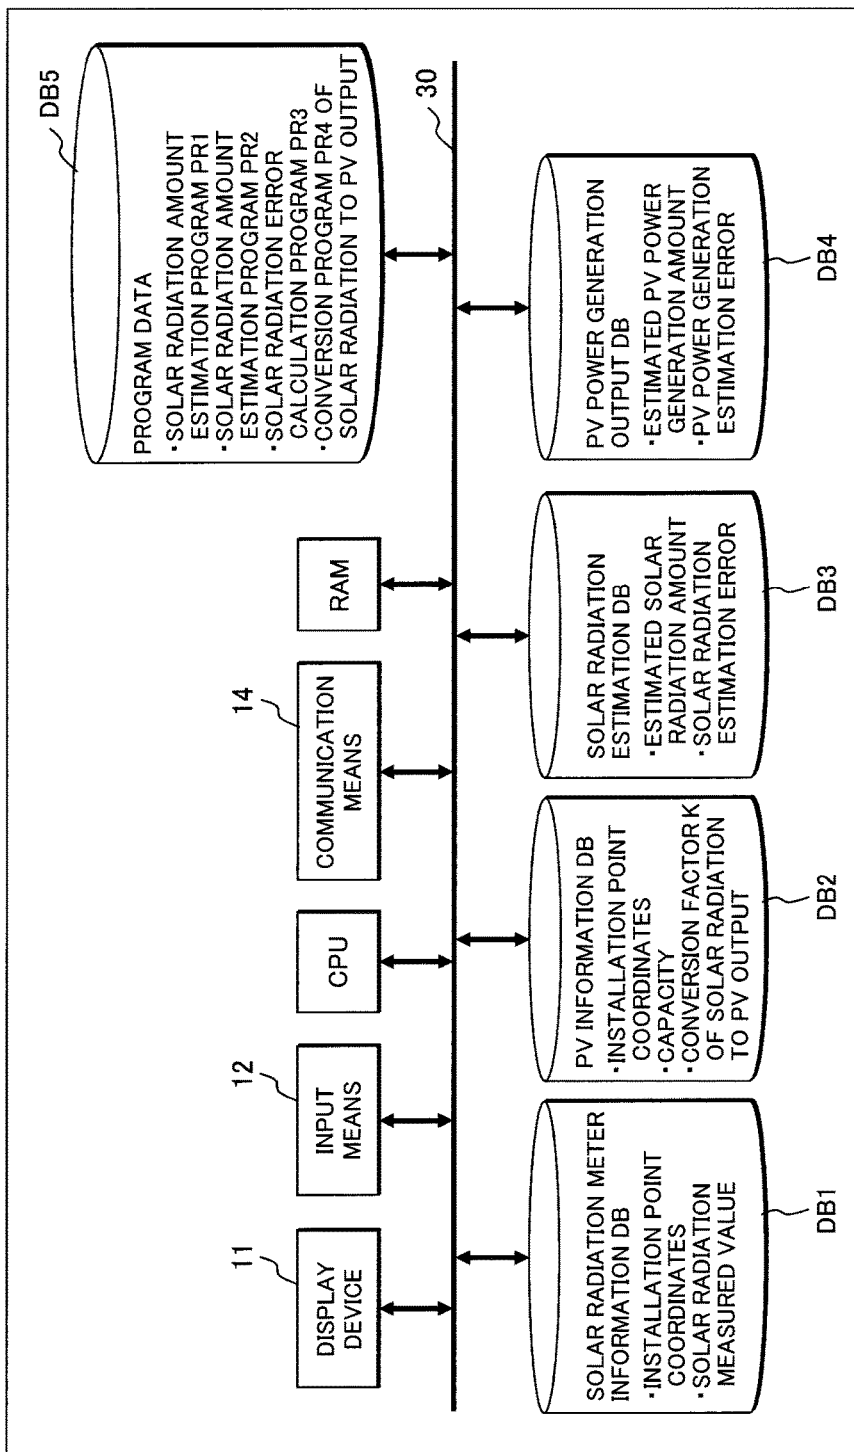 11
DISPLAY
DEVICE
12
INPUT
MEANS
CPU
14
COMMUNICATION
MEANS
RAM
DB5
PROGRAM DATA
・SOLAR RADIATION AMOUNT
ESTIMATION PROGRAM PR1
・SOLAR RADIATION AMOUNT
ESTIMATION PROGRAM PR2
・SOLAR RADIATION ERROR
CALCULATION PROGRAM PR3
・CONVERSION PROGRAM PR4 OF
SOLAR RADIATION TO PV OUTPUT
30
SOLAR RADIATION METER
INFORMATION DB
・INSTALLATION POINT
COORDINATES
・SOLAR RADIATION
MEASURED VALUE
DB1
PV INFORMATION DB
・INSTALLATION POINT
COORDINATES
・CAPACITY
・CONVERSION FACTOR K
OF SOLAR RADIATION
TO PV OUTPUT
DB2
SOLAR RADIATION
ESTIMATION DB
・ESTIMATED SOLAR
RADIATION AMOUNT
・SOLAR RADIATION
ESTIMATION ERROR
DB3
PV POWER GENERATION
OUTPUT DB
・ESTIMATED PV POWER
GENERATION AMOUNT
・PV POWER GENERATION
ESTIMATION ERROR
DB4